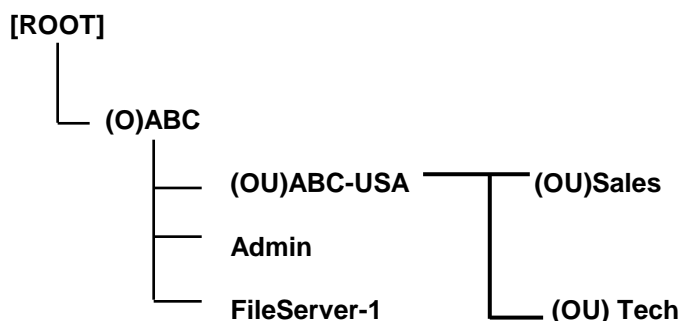 [ROOT]
(O)ABC
(OU)ABC-USA
(OU)Sales
Admin
FileServer-1
(OU) Tech